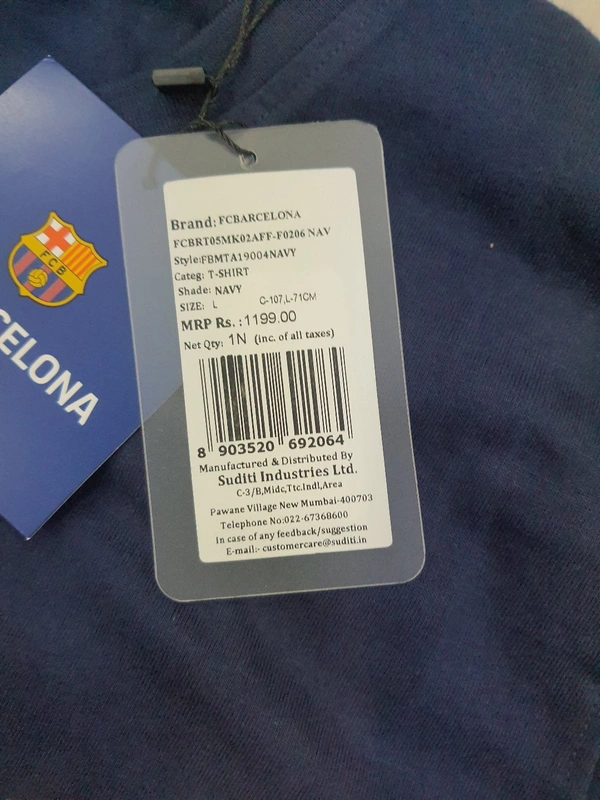 FCB
CELONA
Brand: FCBARCELONA
FCBRT05MK02AFF-F0206 NAV
Style:FBMTA19004NAVY
Categ: T-SHIRT
Shade: NAVY
SIZE: L C-107,L-71CM
MRP Rs. :1199.00
Net Qty: 1N (inc. of all taxes)
8 903520 692064
Manufactured & Distributed By
Suditi Industries Ltd.
C-3/B,Midc,Ttc.Indl,Area
Pawane Village New Mumbai-400703
Telephone No:022-67368600
In case of any feedback/suggestion
E-mail:- customercare@suditi.in